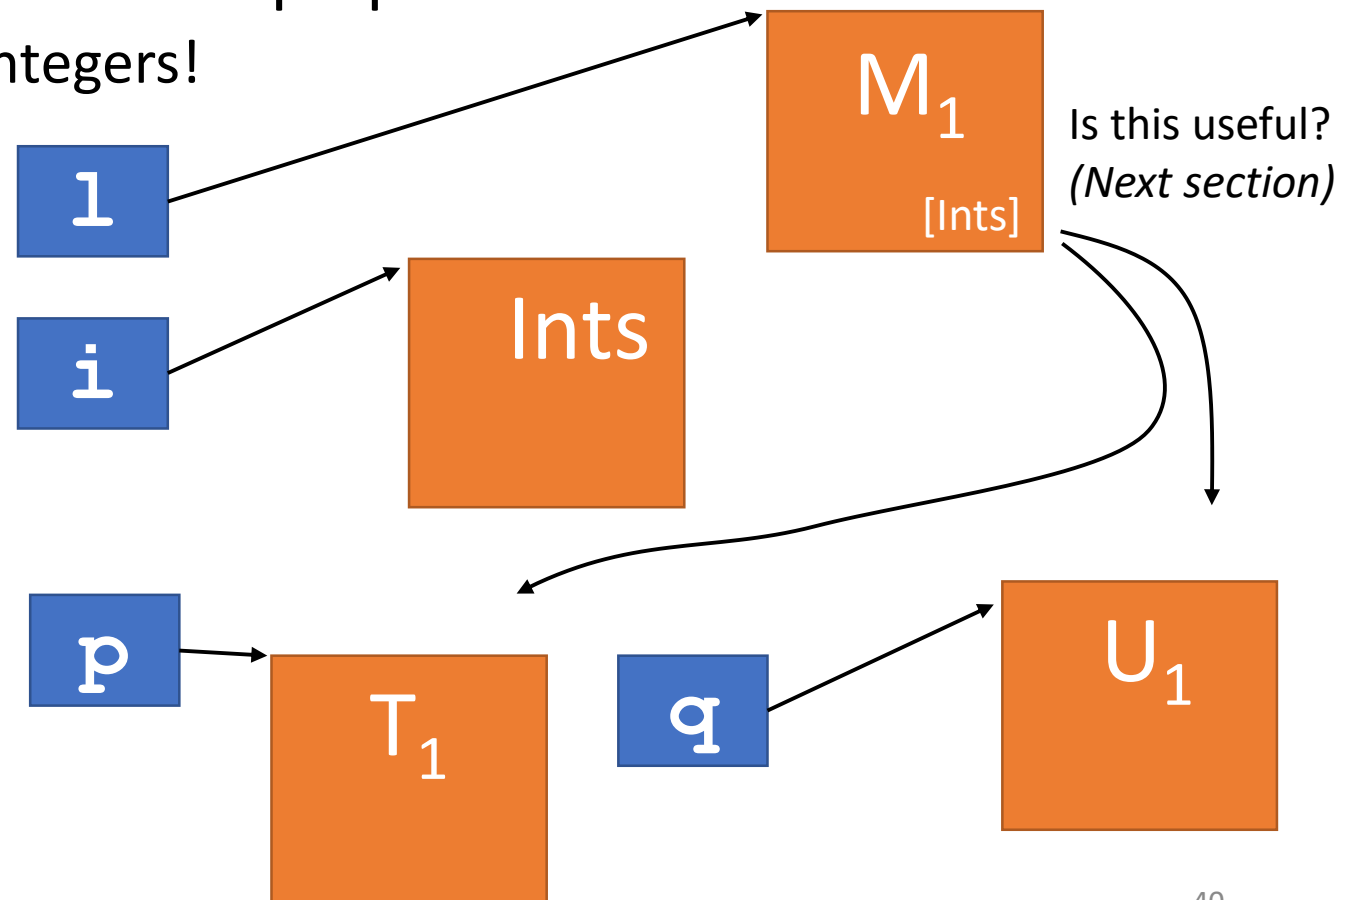 ntegers!
M1
Is this useful?
(Next section)
l
[Ints]
Ints
i
p
T1
q
U1